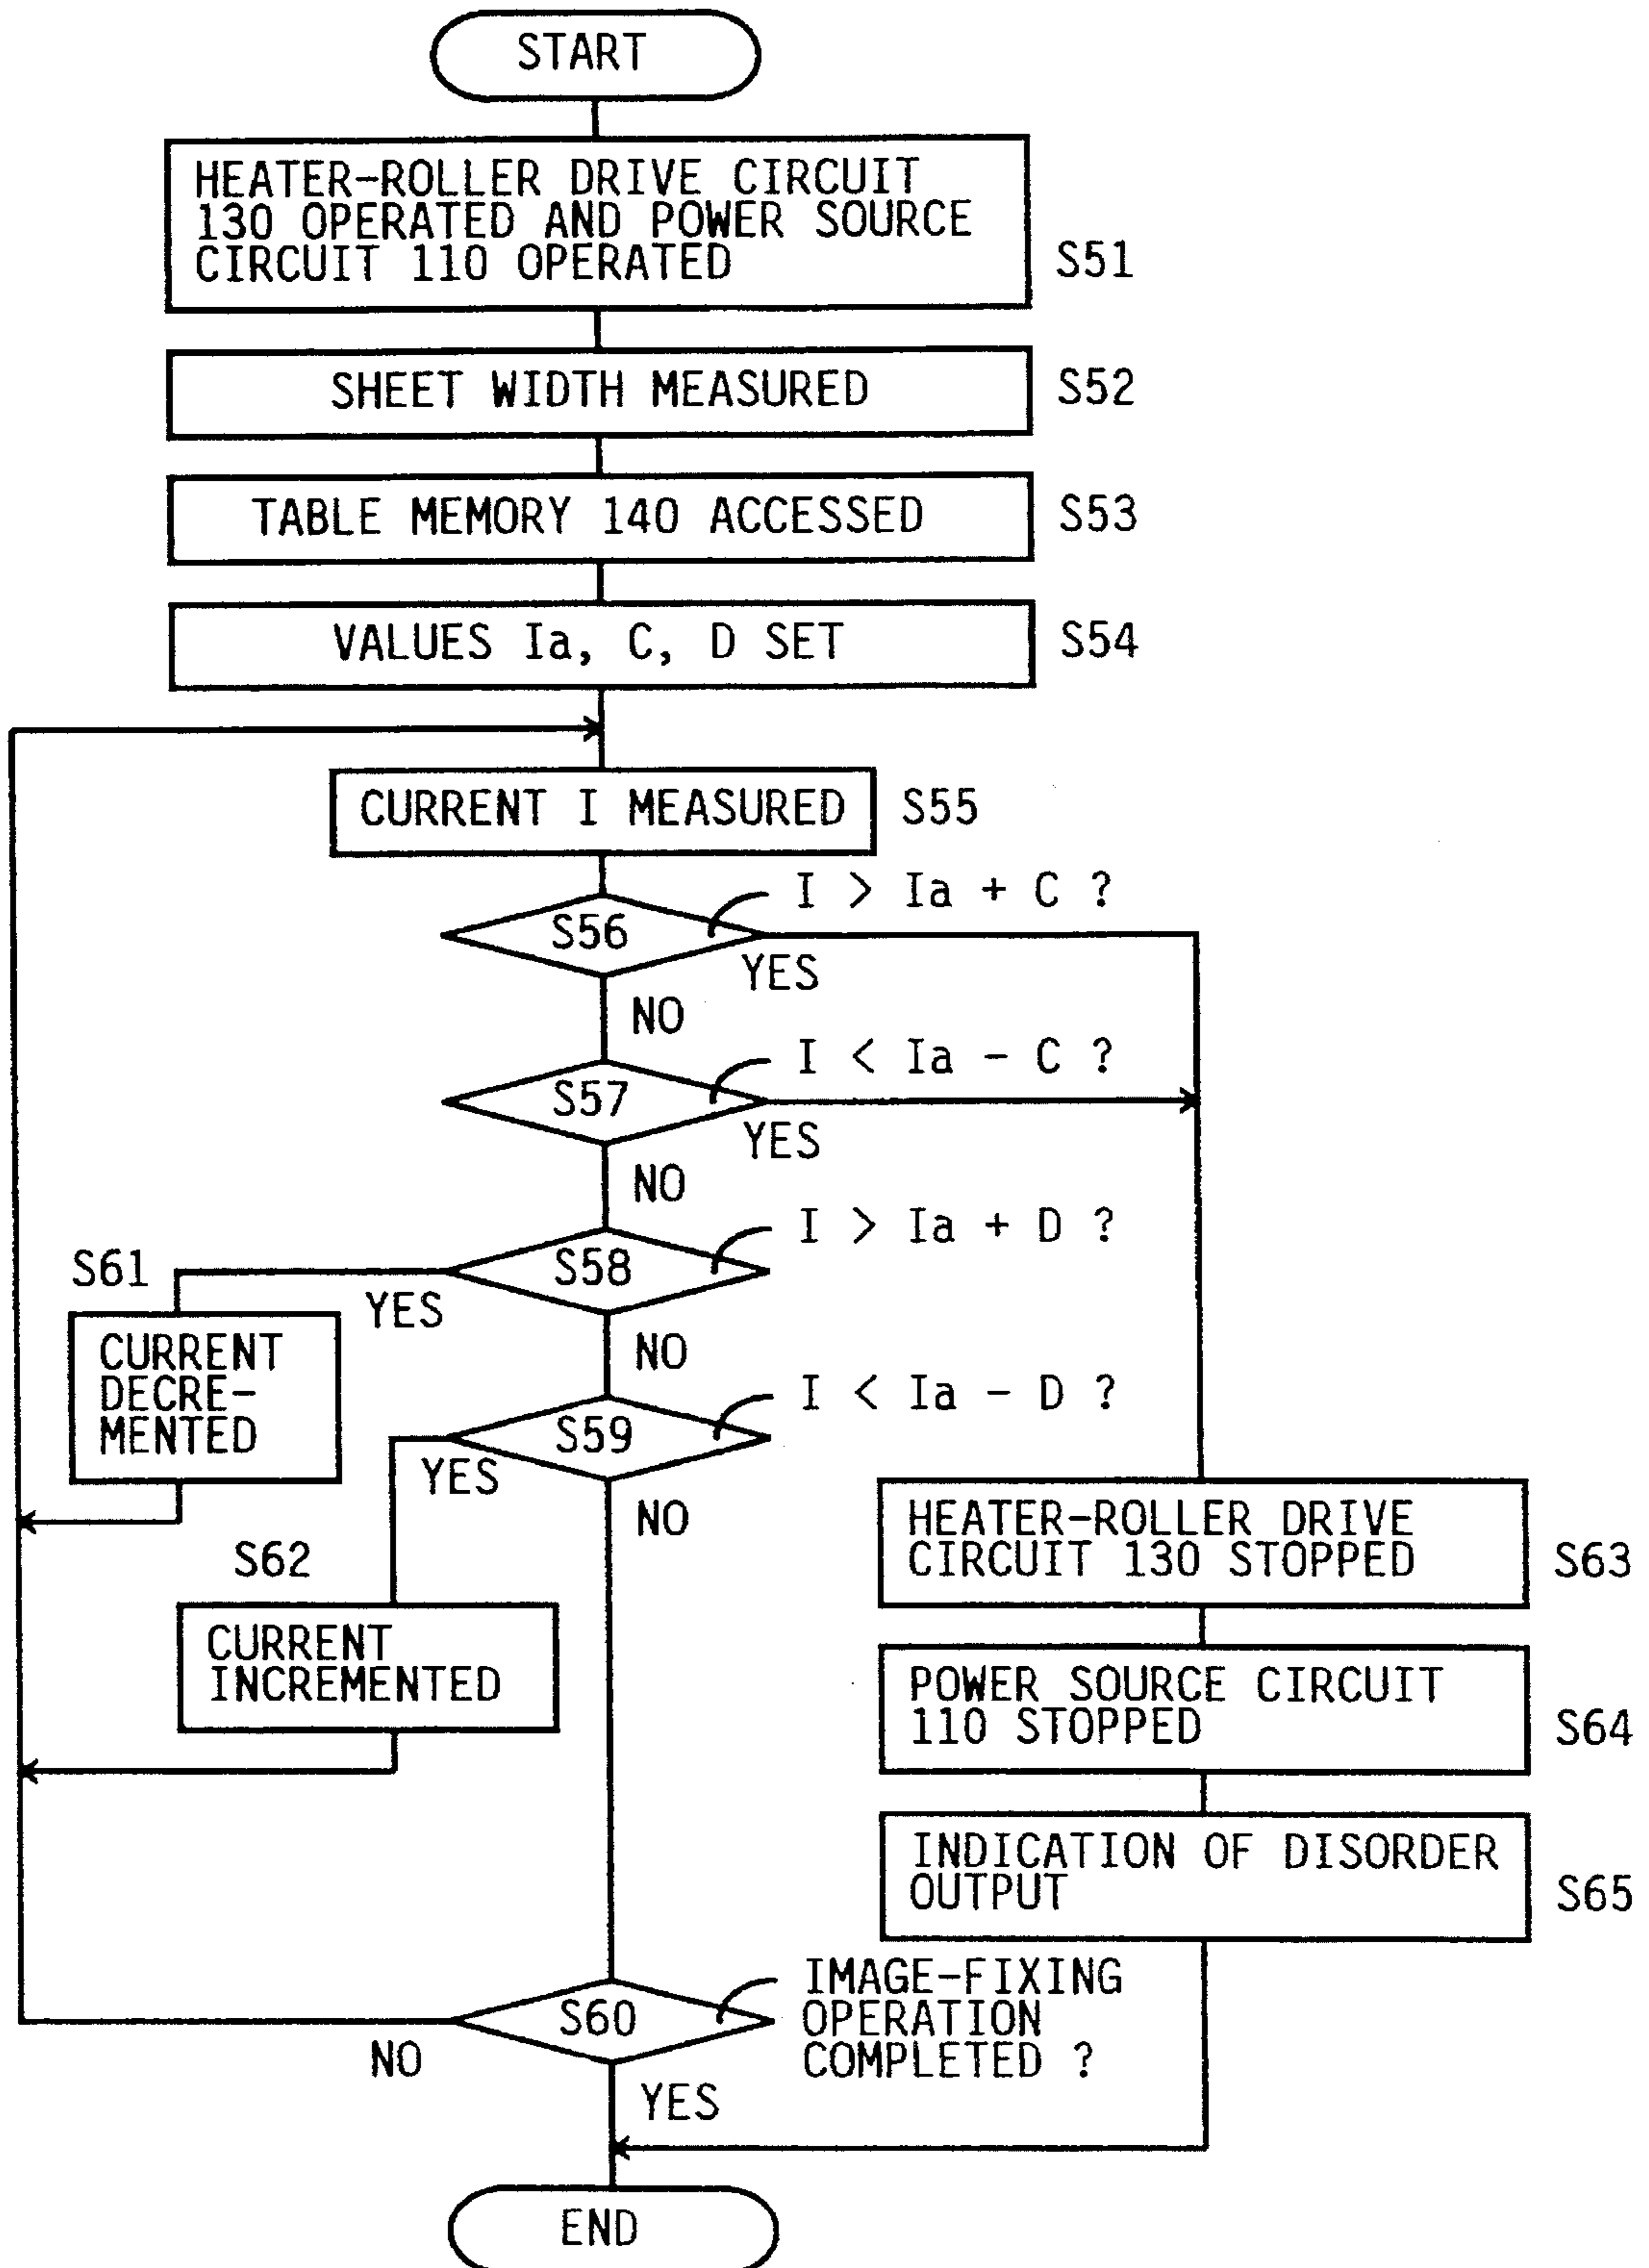 START
HEATER-ROLLER DRIVE CIRCUIT
130 OPERATED AND POWER SOURCE
CIRCUIT 110 OPERATED
S51
SHEET WIDTH MEASURED
S52
TABLE MEMORY 140 ACCESSED
S53
VALUES Ia, C, D SET
S54
CURRENT I MEASURED
S55
I > Ia + C ?
S56
YES
NO
I < Ia - C ?
S57
YES
NO
I > Ia + D ?
S58
S61
YES
CURRENT
DECRE-
MENTED
NO
I < Ia - D ?
S59
YES
NO
S62
CURRENT
INCREMENTED
HEATER-ROLLER DRIVE
CIRCUIT 130 STOPPED
S63
POWER SOURCE CIRCUIT
110 STOPPED
S64
INDICATION OF DISORDER
OUTPUT
S65
IMAGE-FIXING
OPERATION
COMPLETED ?
S60
NO
YES
END